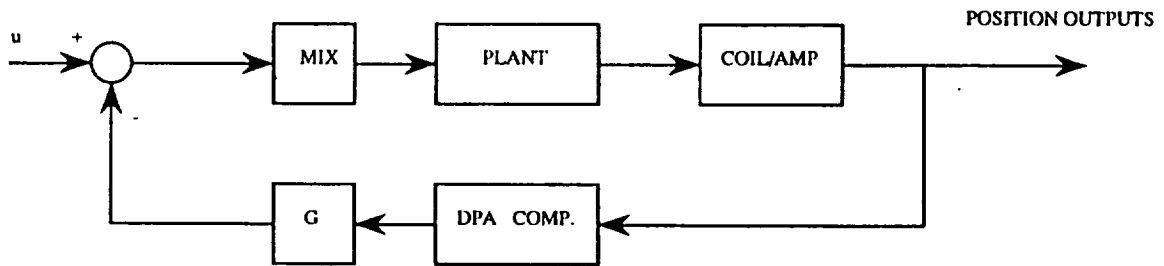 POSITION OUTPUTS
u
+
MIX
PLANT
COIL/AMP
-
G
DPA COMP.